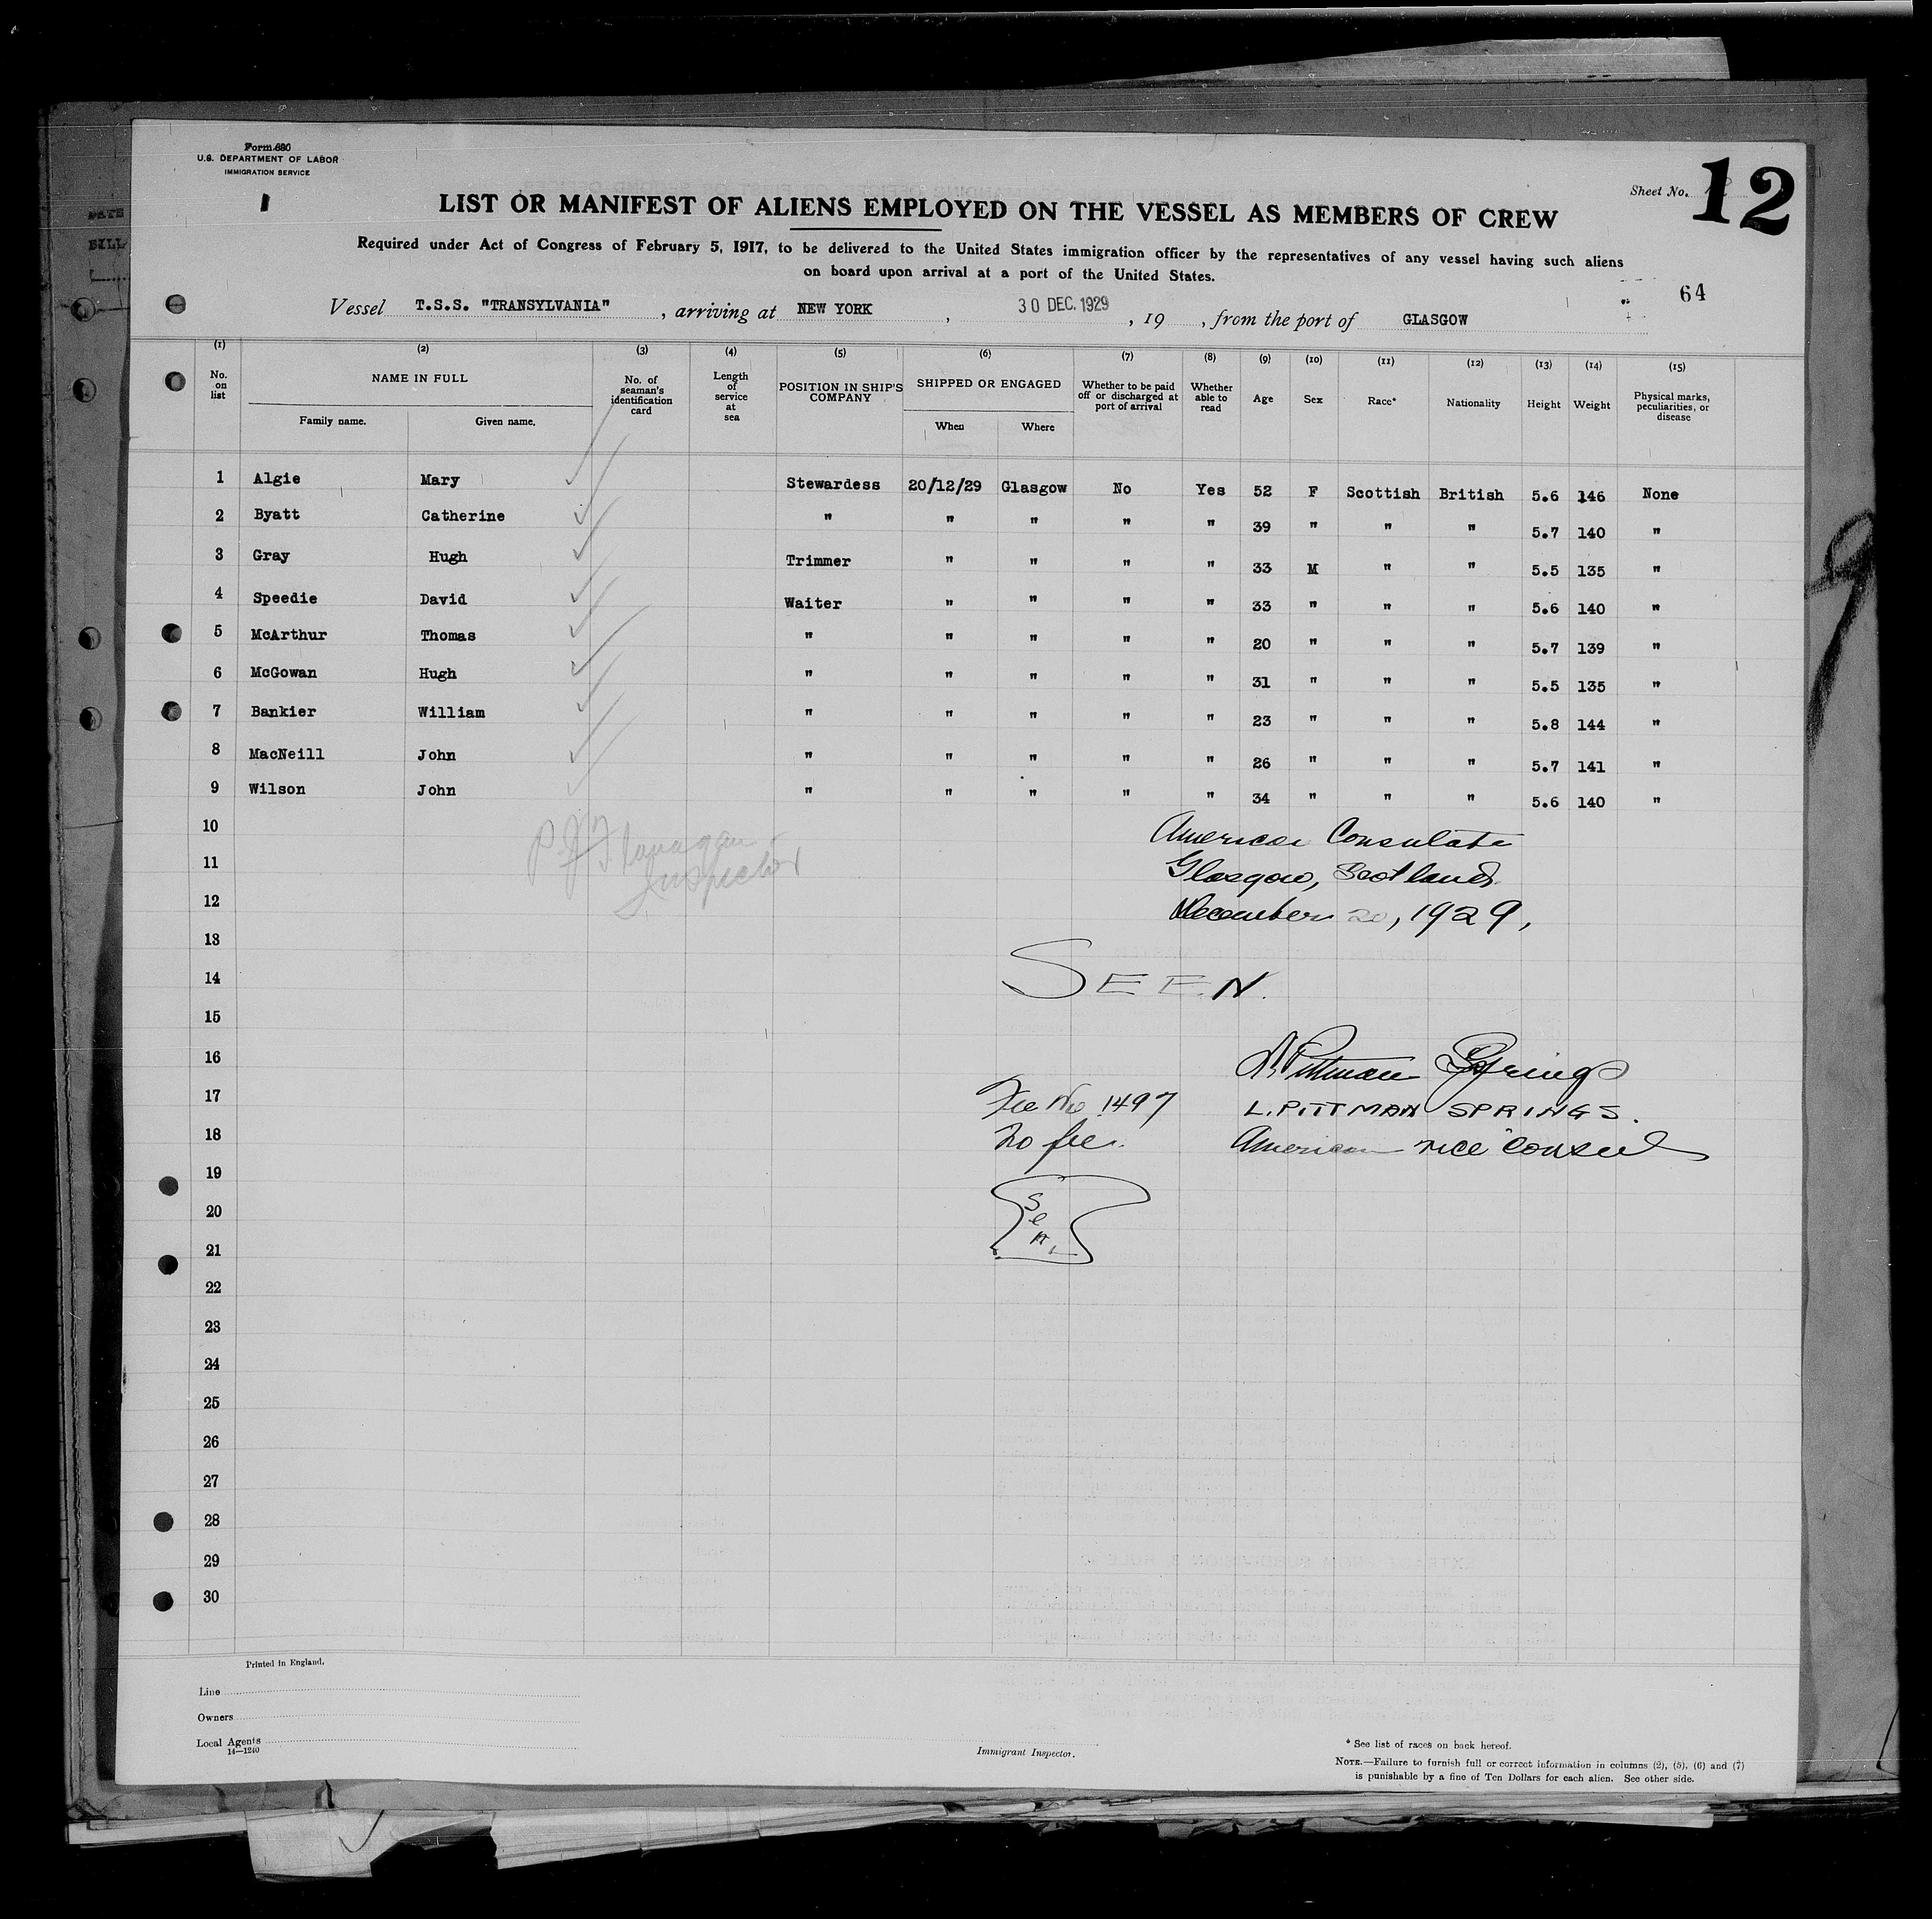 Form 680
U.S. DEPARTMENT OF LABOR
IMMIGRATION SERVICE
Sheet No. 12
LIST OR MANIFEST OF ALIENS EMPLOYED ON THE VESSEL AS MEMBERS OF CREW
Required under Act of Congress of February 5, 1917, to be delivered to the United States immigration officer by the representatives of any vessel having such aliens
on board upon arrival at a port of the United States.
64
Vessel T.S.S. "TRANSYLVANIA", arriving at NEW YORK, 30 DEC. 1929, 19 , from the port of GLASGOW
(1) (2) (3) (4) (5) (6) (7) (8) (9) (10) (11) (12) (13) (14) (15)
No. on list NAME IN FULL Family name. Given name. No. of seaman's identification card Length of service at sea POSITION IN SHIP'S COMPANY SHIPPED OR ENGAGED When Where Whether to be paid off or discharged at port of arrival Whether able to read Age Sex Race* Nationality Height Weight Physical marks, peculiarities, or disease
1 Algie Mary Stewardess 20/12/29 Glasgow No Yes 52 F Scottish British 5.6 146 None
2 Byatt Catherine " " " " " 39 " " " 5.7 140 "
3 Gray Hugh Trimmer " " " " 33 M " " 5.5 135 "
4 Speedie David Waiter " " " " 33 " " " 5.6 140 "
5 McArthur Thomas " " " " " 20 " " " 5.7 139 "
6 McGowan Hugh " " " " " 31 " " " 5.5 135 "
7 Bankier William " " " " " 23 " " " 5.8 144 "
8 MacNeill John " " " " " 26 " " " 5.7 141 "
9 Wilson John " " " " " 34 " " " 5.6 140 "
10
P J Flanagan
Inspector
American Consulate
11
Glasgow, Scotland
12
December 20, 1929,
13
14
SEEN.
15
16
L. Pittman Springs
17
Fee No 1497
L. PITTMAN SPRINGS.
18
No fee.
American Vice Consul
19
20
Seal
21
22
23
24
25
26
27
28
29
30
Printed in England.
Line
Owners
Local Agents
14—1240
Immigrant Inspector.
* See list of races on back hereof.
NOTE.—Failure to furnish full or correct information in columns (2), (5), (6) and (7)
is punishable by a fine of Ten Dollars for each alien. See other side.